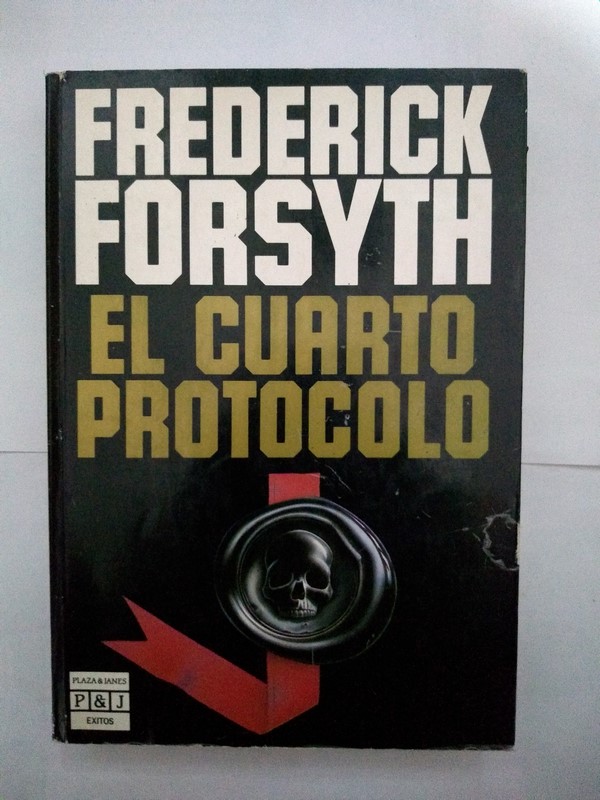 FREDERICK
FORSYTH
EL CUARTO
PROTOCOLO
PLAZA & JANES
P & J
EXITOS